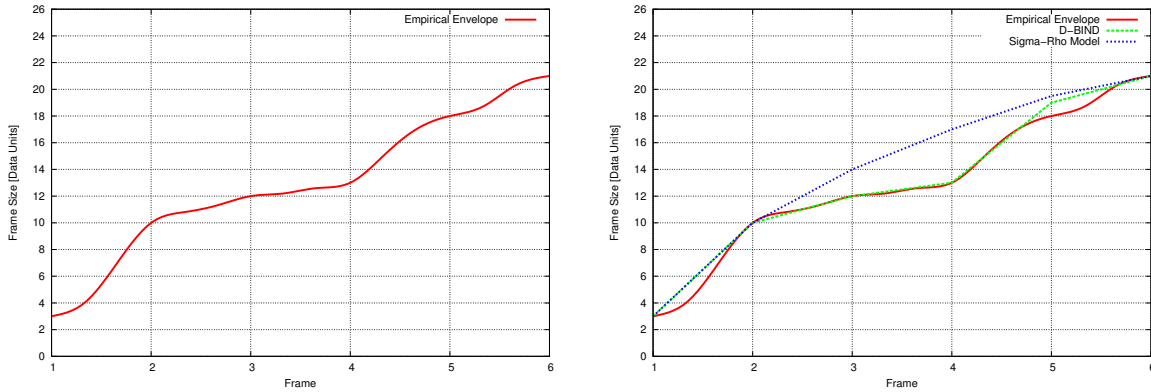 26
24
22
20
18
16
14
12
10
8
6
4
2
0
Frame Size [Data Units]
Empirical Envelope
1 2 3 4 5 6
Frame
26
24
22
20
18
16
14
12
10
8
6
4
2
0
Frame Size [Data Units]
Empirical Envelope
D−BIND
Sigma−Rho Model
1 2 3 4 5 6
Frame